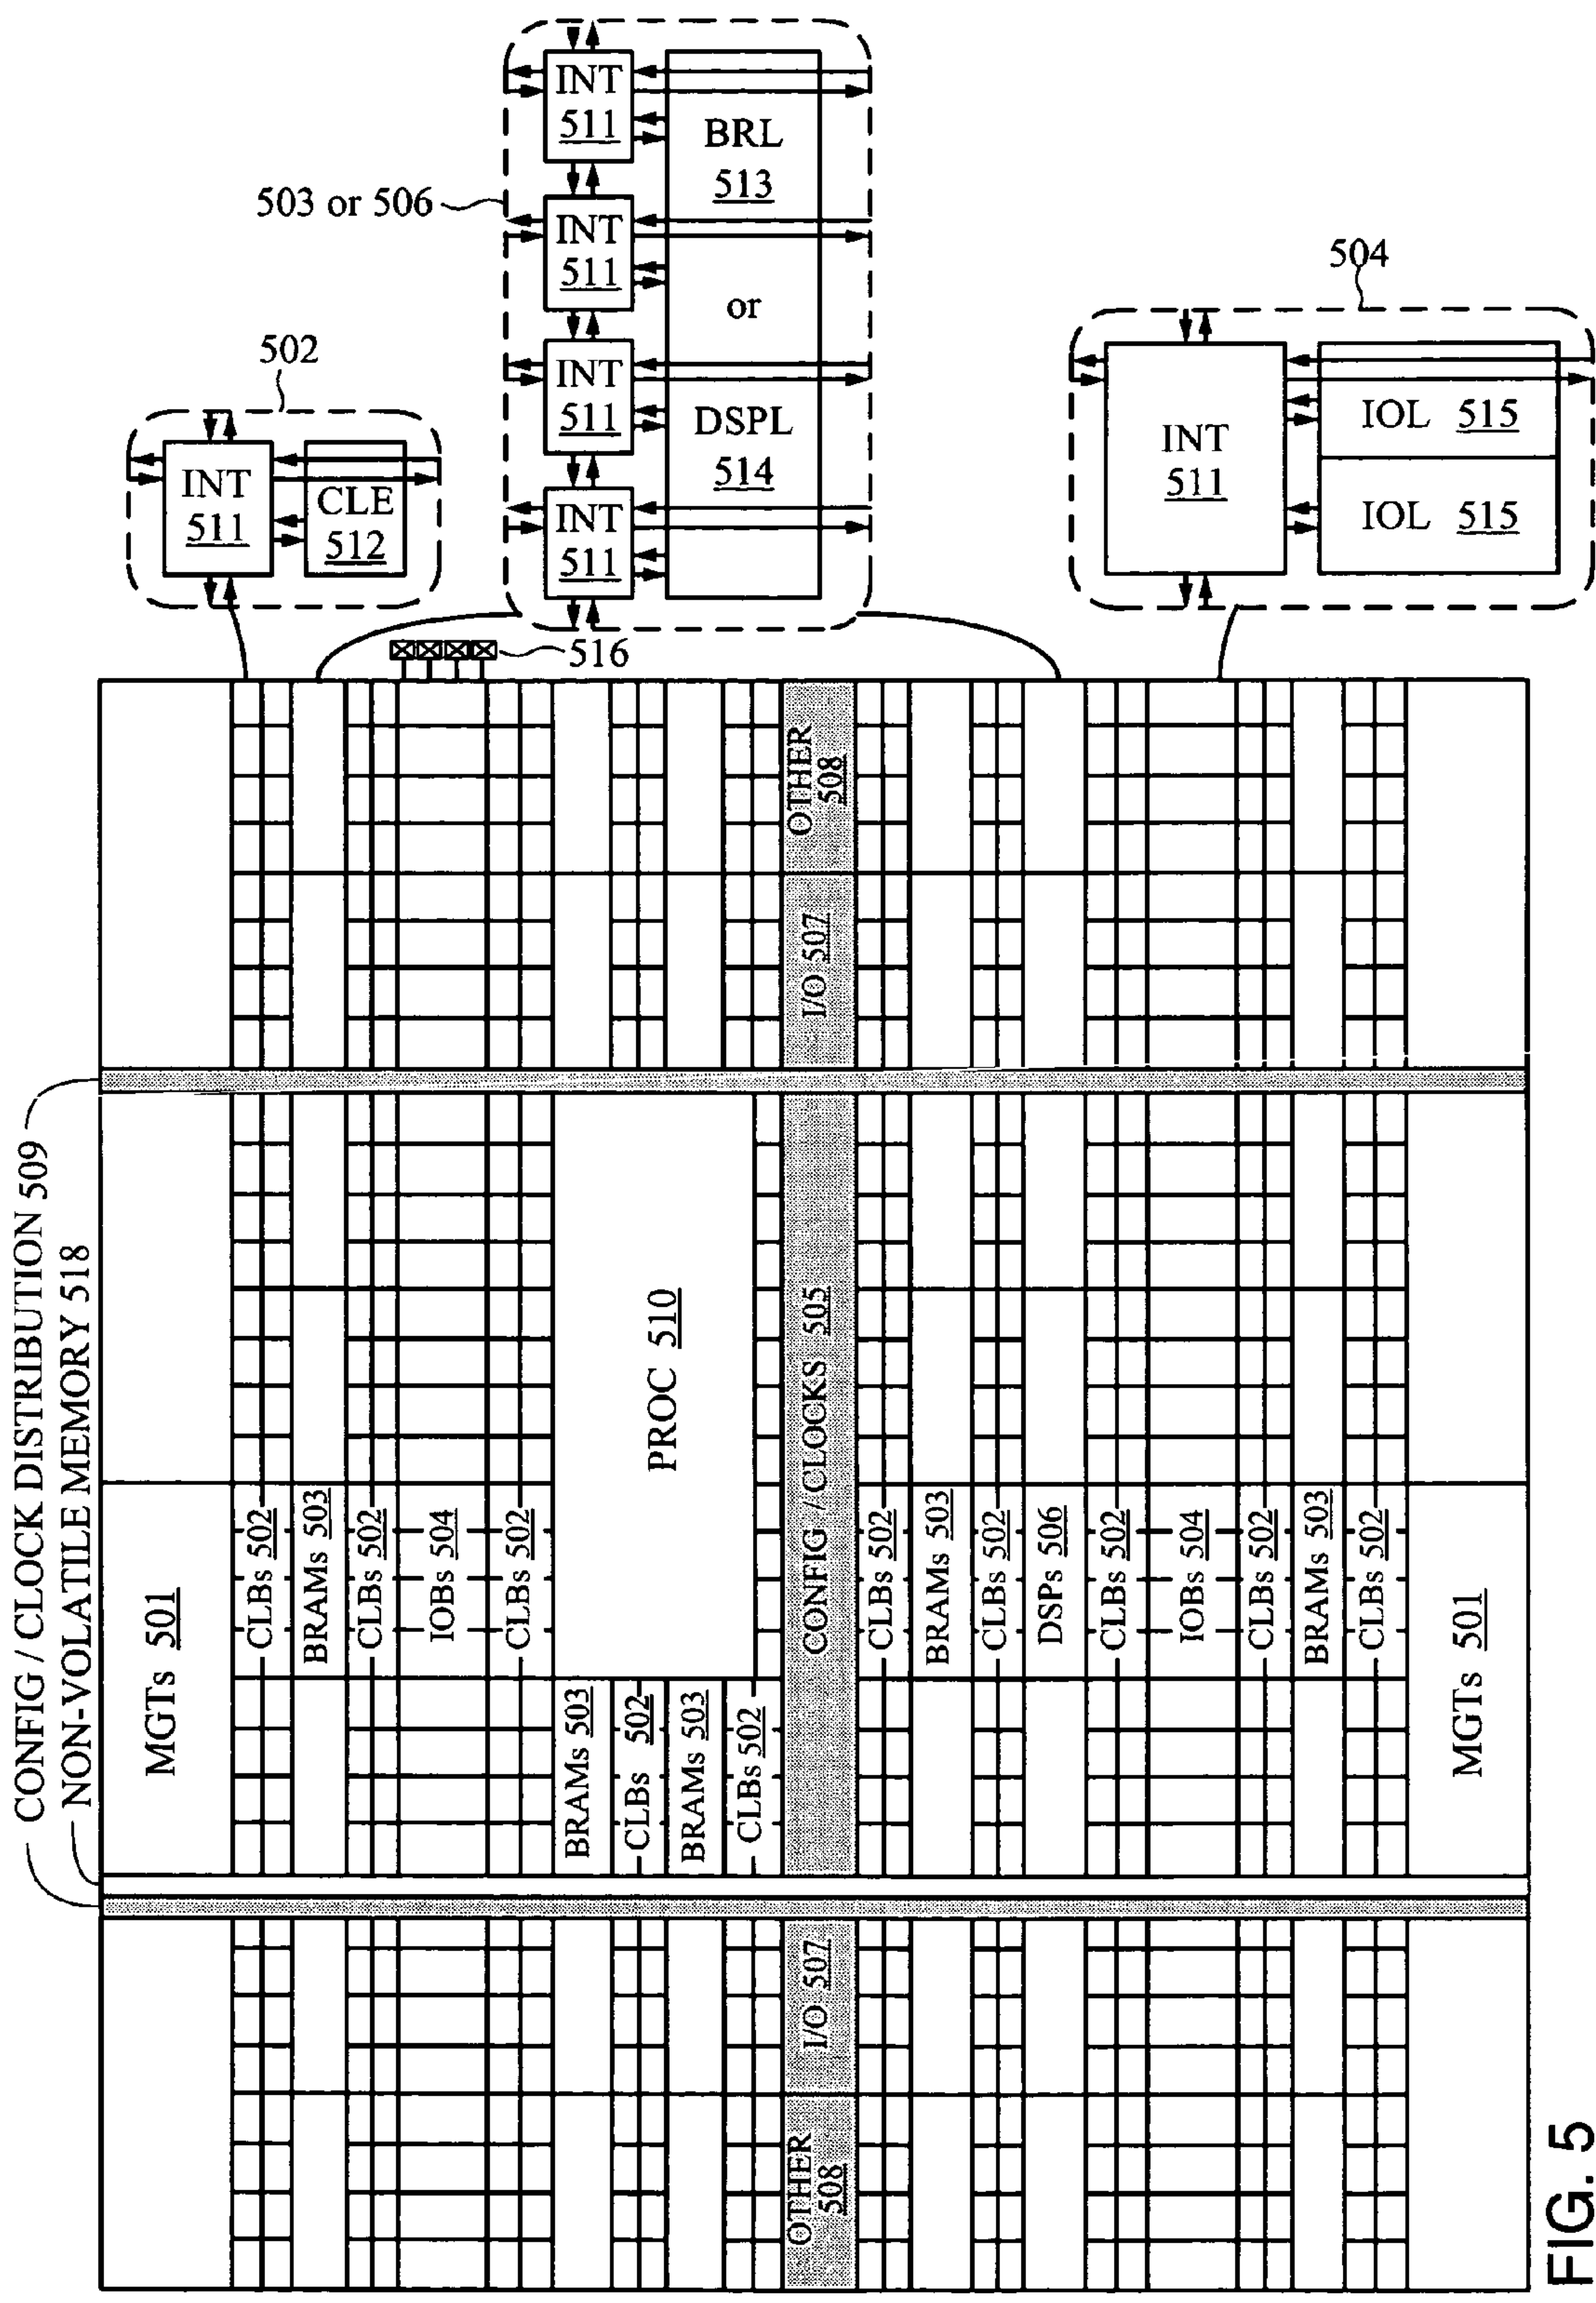 503 or 506
INT
511
INT
511
INT
511
INT
511
BRL
513
or
DSPL
514
502
INT
511
CLE
512
504
INT
511
IOL 515
IOL 515
516
CONFIG / CLOCK DISTRIBUTION 509
NON-VOLATILE MEMORY 518
MGTs 501
CLBs 502
BRAMs 503
CLBs 502
IOBs 504
CLBs 502
BRAMs 503
CLBs 502
BRAMs 503
CLBs 502
PROC 510
OTHER
508
I/O 507
CONFIG / CLOCKS 505
I/O 507
OTHER
508
CLBs 502
BRAMs 503
CLBs 502
DSPs 506
CLBs 502
IOBs 504
CLBs 502
BRAMs 503
CLBs 502
MGTs 501
FIG. 5